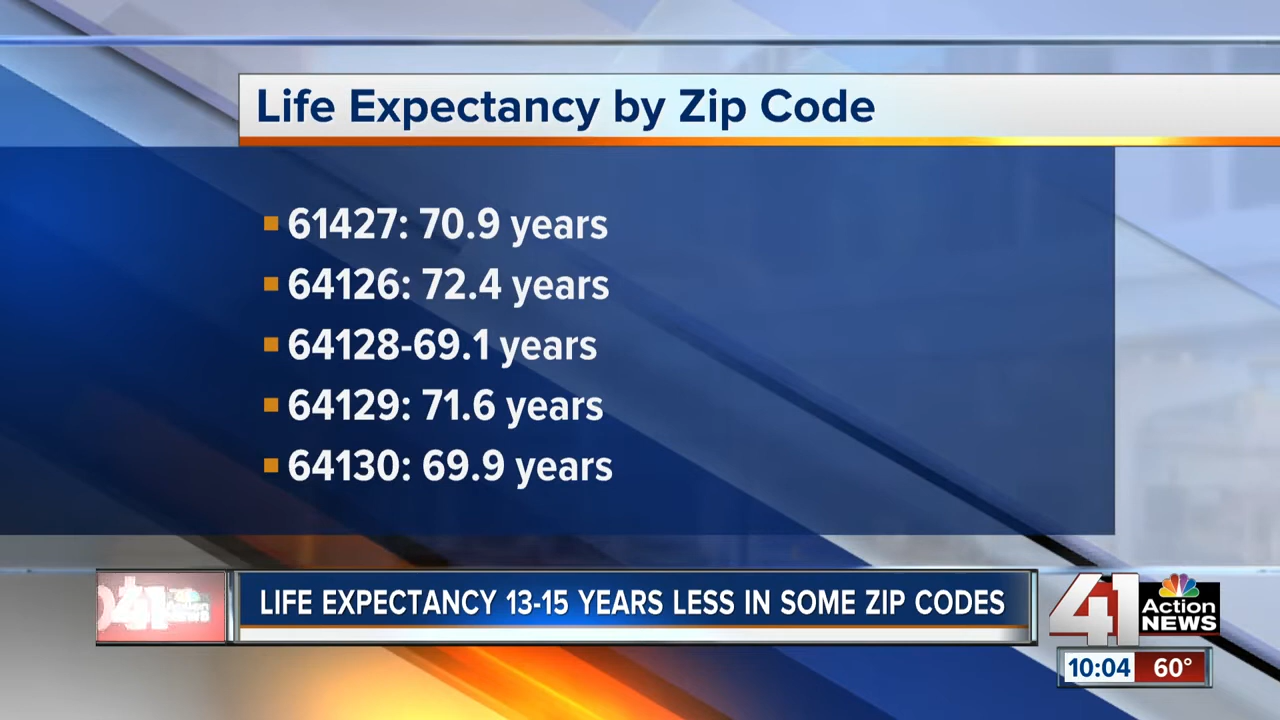 Life Expectancy by Zip Code
61427: 70.9 years
64126: 72.4 years
64128-69.1 years
64129: 71.6 years
64130: 69.9 years
LIFE EXPECTANCY 13-15 YEARS LESS IN SOME ZIP CODES
41
41
Action
NEWS
10:04 60°